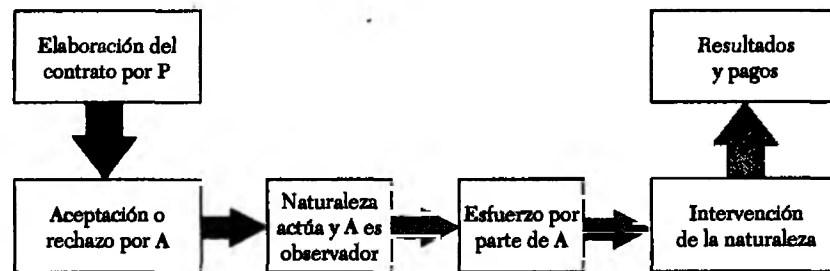 Elaboración del
contrato por P
Resultados
y pagos
Aceptación o
rechazo por A
Naturaleza
actúa y A es
observador
Esfuerzo por
parte de A
Intervención
de la naturaleza